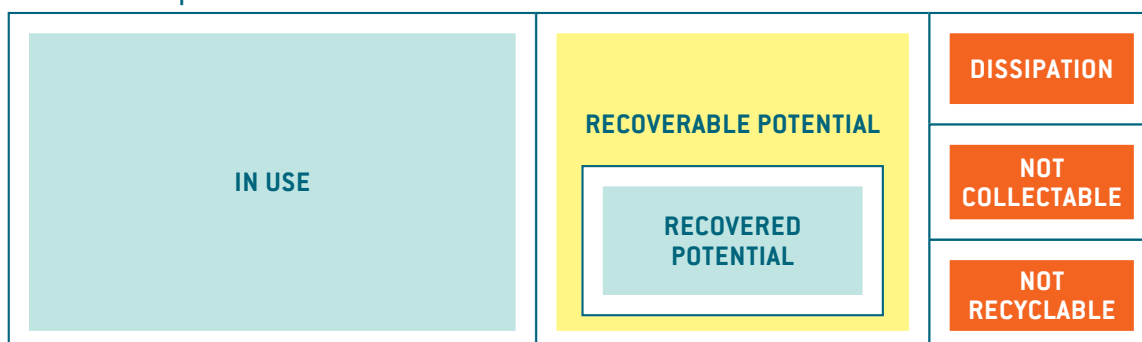 IN USE
RECOVERABLE POTENTIAL
RECOVERED
POTENTIAL
DISSIPATION
NOT
COLLECTABLE
NOT
RECYCLABLE